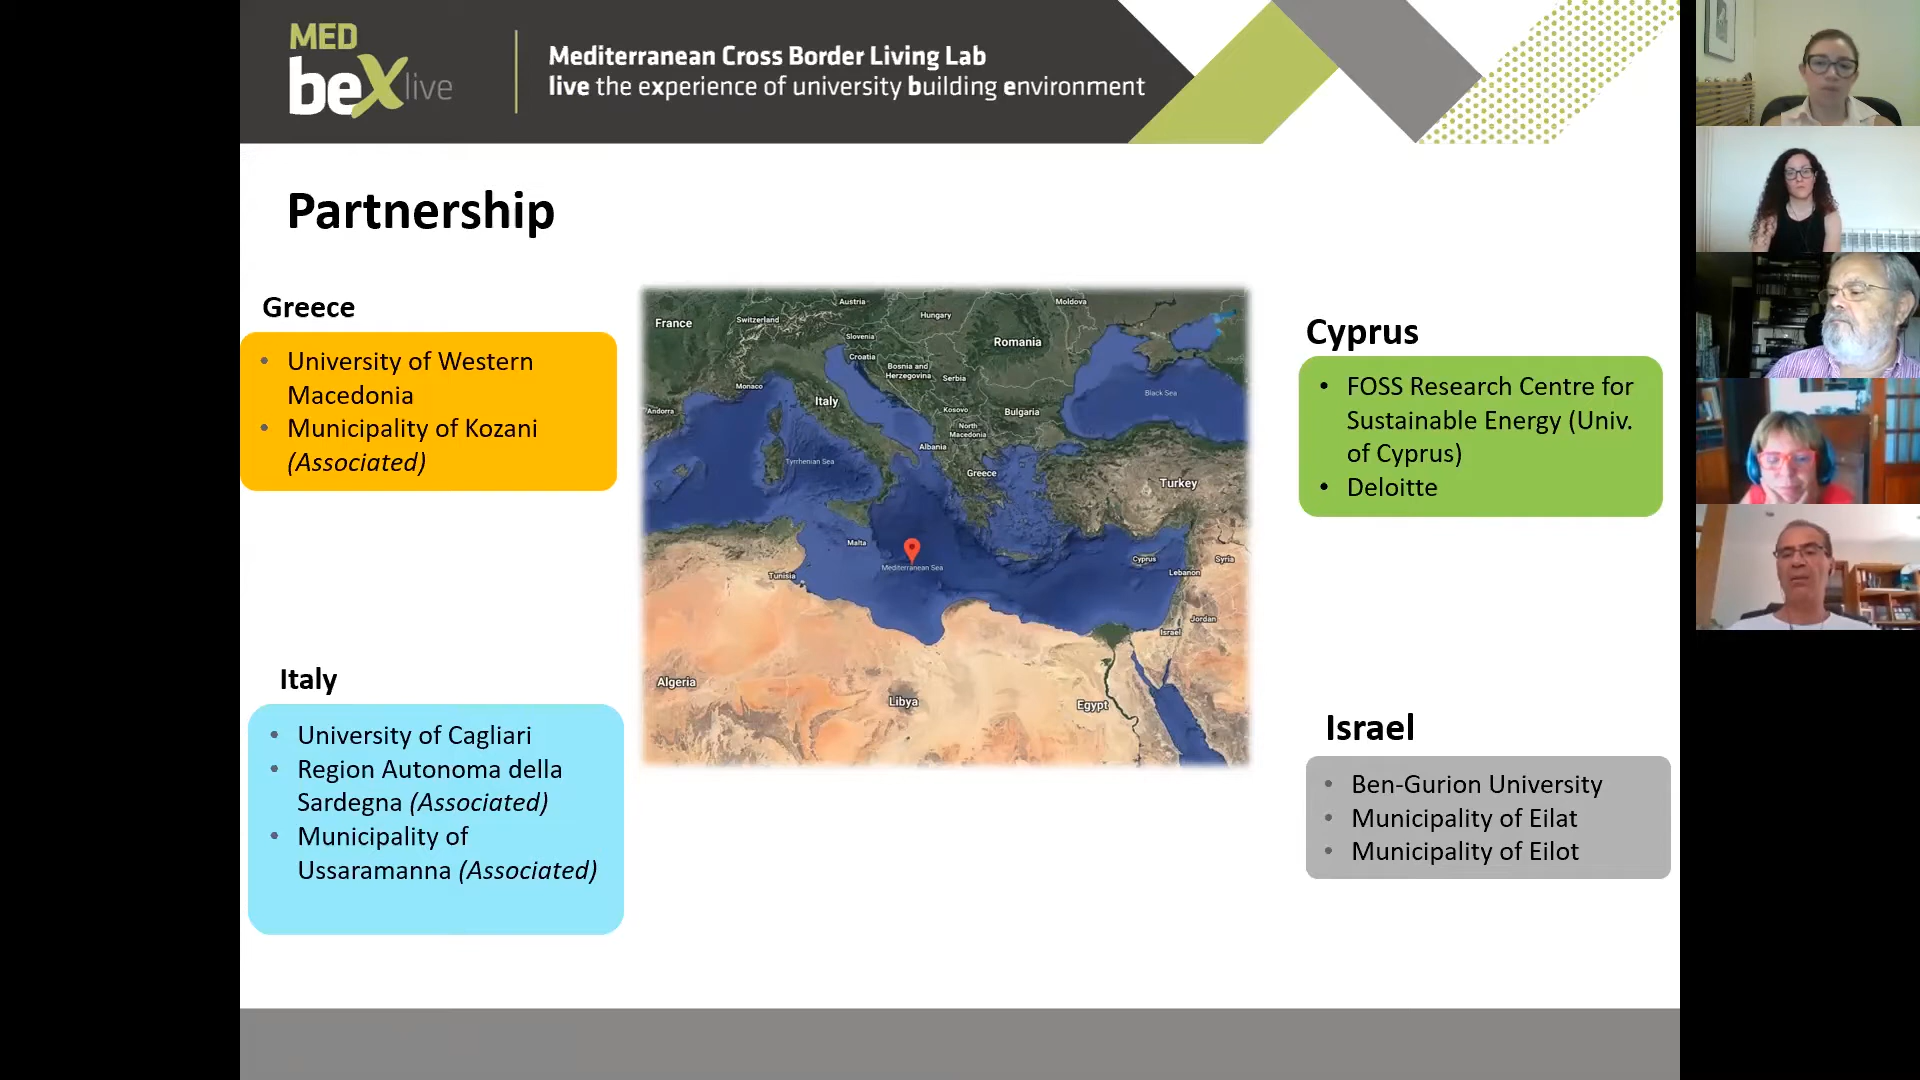 MED
bexlive
Mediterranean Cross Border Living Lab
live the experience of university building environment
Partnership
Greece
• University of Western
Macedonia
• Municipality of Kozani
(Associated)
Italy
• University of Cagliari
• Region Autonoma della
Sardegna (Associated)
• Municipality of
Ussaramanna (Associated)
France
Switzerland
Austria
Hungary
Moldova
Slovenia
Croatia
Romania
Bosnia and
Herzegovina
Serbia
Monaco
Italy
Andorra
Kosovo
Bulgaria
Black Sea
North
Macedonia
Albania
Tyrrhenian Sea
Greece
Turkey
Malta
Mediterranean Sea
Cyprus
Syria
Lebanon
Tunisia
Jordan
Israel
Algeria
Libya
Egypt
Cyprus
• FOSS Research Centre for
Sustainable Energy (Univ.
of Cyprus)
• Deloitte
Israel
• Ben-Gurion University
• Municipality of Eilat
• Municipality of Eilot